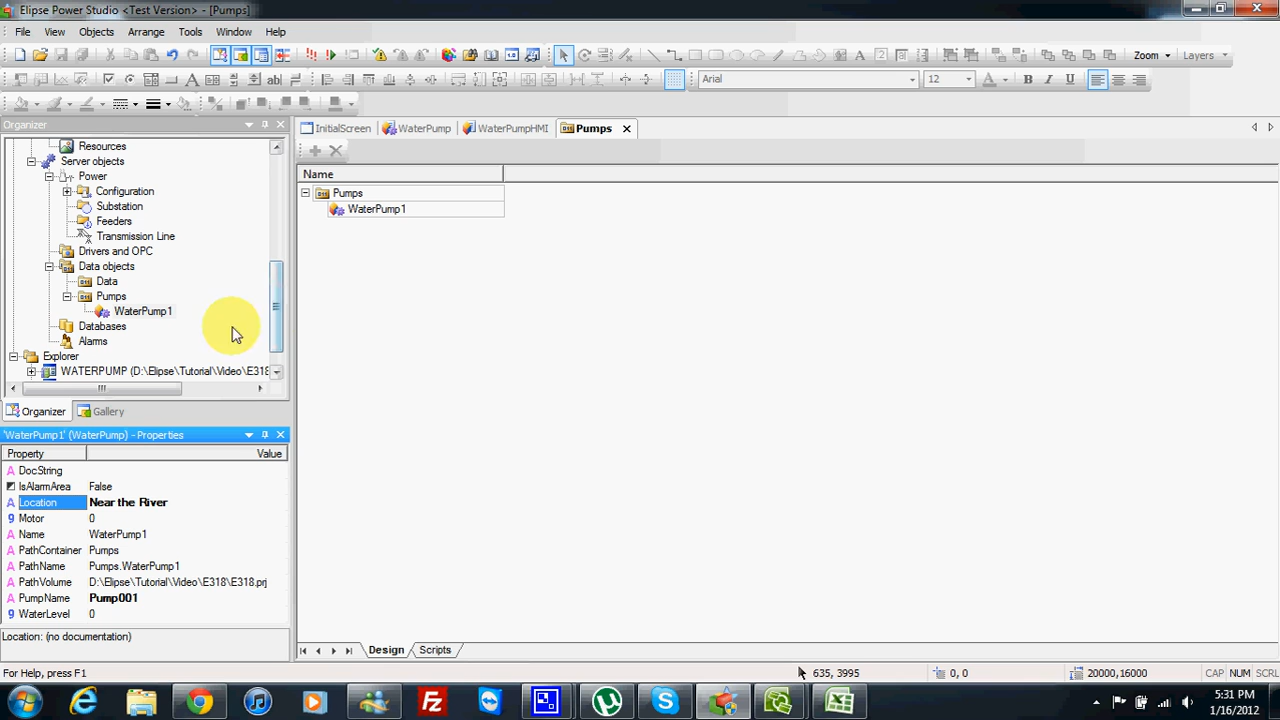 Elipse Power Studio <Test Version> - [Pumps]
File View Objects Arrange Tools Window Help
Zoom Layers
Arial 12 A B I U
Organizer
InitialScreen WaterPump WaterPumpHMI Pumps
Resources
Server objects
Power
Configuration
Substation
Feeders
Transmission Line
Drivers and OPC
Data objects
Data
Pumps
WaterPump1
Databases
Alarms
Explorer
WATERPUMP (D:\Elipse\Tutorial\Video\E318
Organizer Gallery
Name
Pumps
WaterPump1
'WaterPump1' (WaterPump) - Properties
Property Value
DocString
IsAlarmArea False
Location Near the River
Motor 0
Name WaterPump1
PathContainer Pumps
PathName Pumps.WaterPump1
PathVolume D:\Elipse\Tutorial\Video\E318\E318.prj
PumpName Pump001
WaterLevel 0
Location: (no documentation)
Design Scripts
For Help, press F1
635, 3995 0, 0 20000,16000 CAP NUM SCRL
5:31 PM
1/16/2012